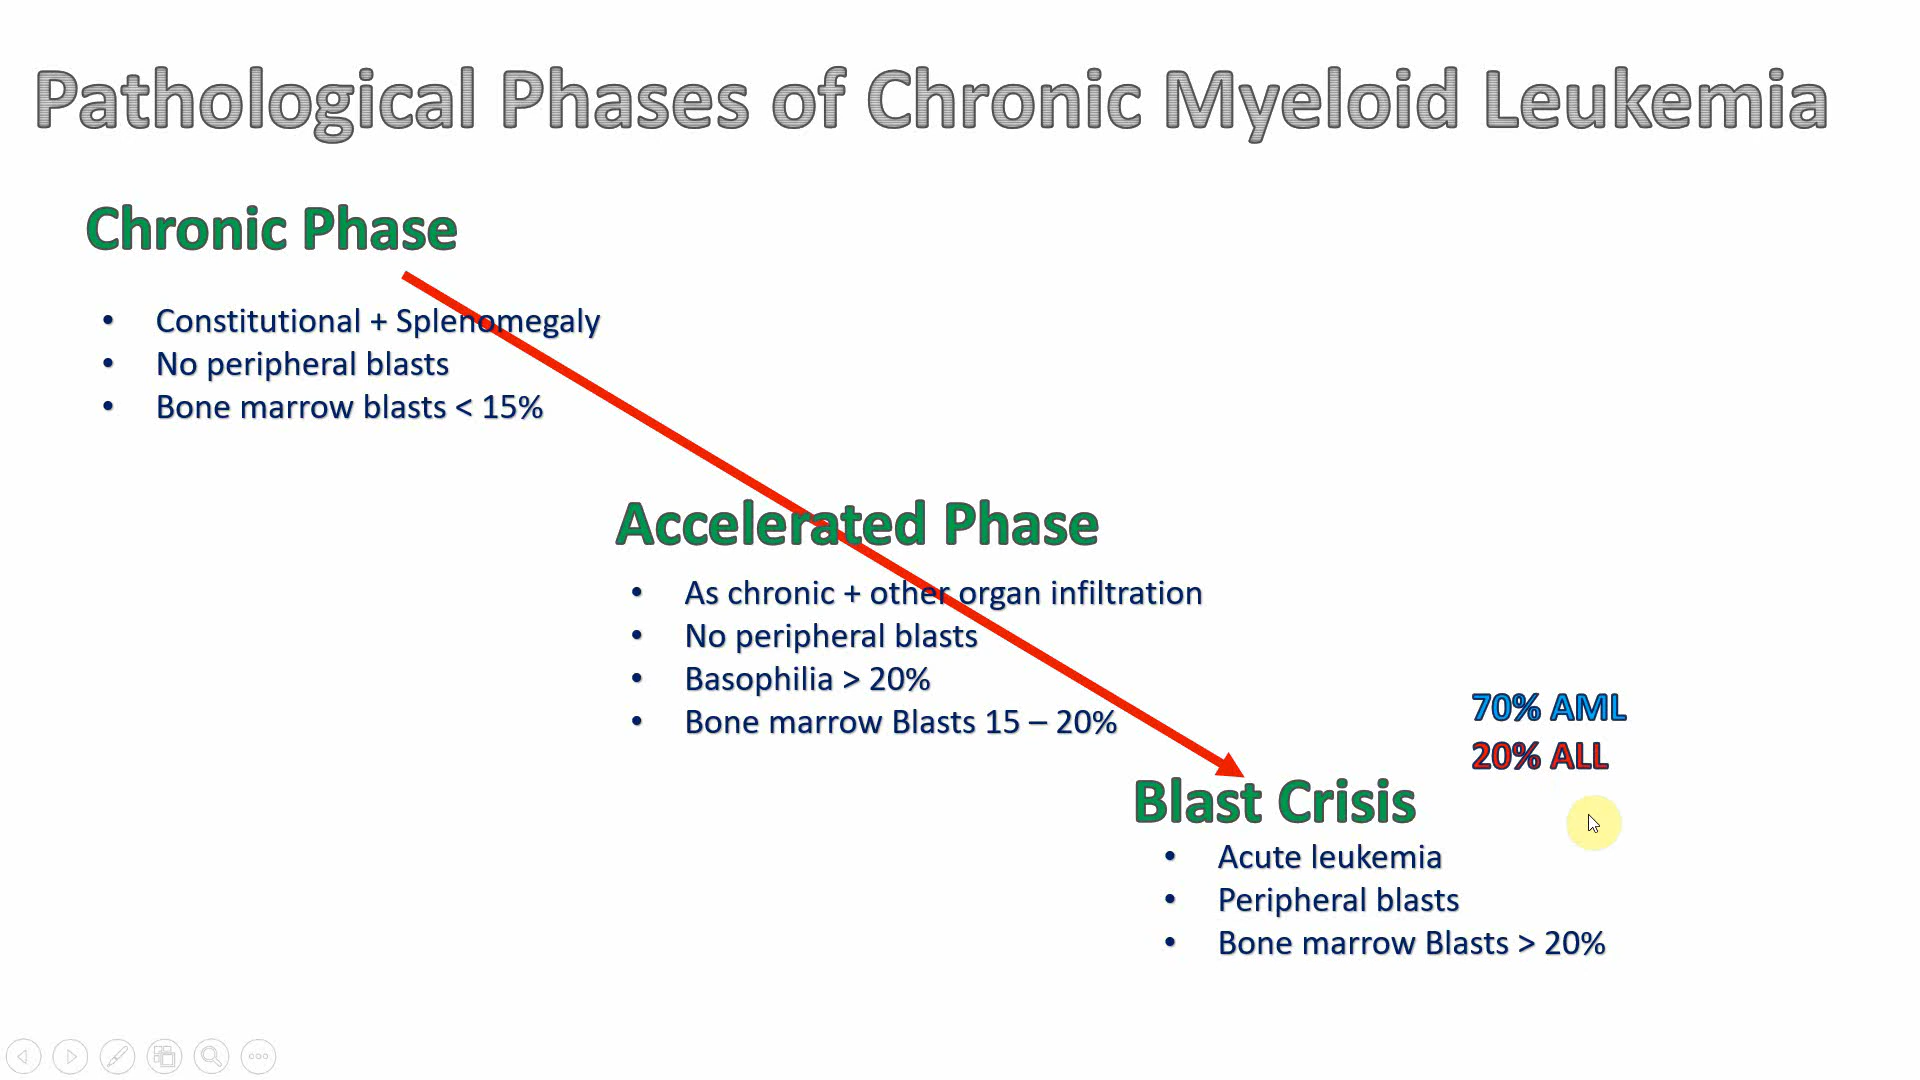 Pathological Phases of Chronic Myeloid Leukemia
Chronic Phase
• Constitutional + Splenomegaly
• No peripheral blasts
• Bone marrow blasts < 15%
Accelerated Phase
• As chronic + other organ infiltration
• No peripheral blasts
• Basophilia > 20%
• Bone marrow Blasts 15 – 20%
70% AML
20% ALL
Blast Crisis
• Acute leukemia
• Peripheral blasts
• Bone marrow Blasts > 20%